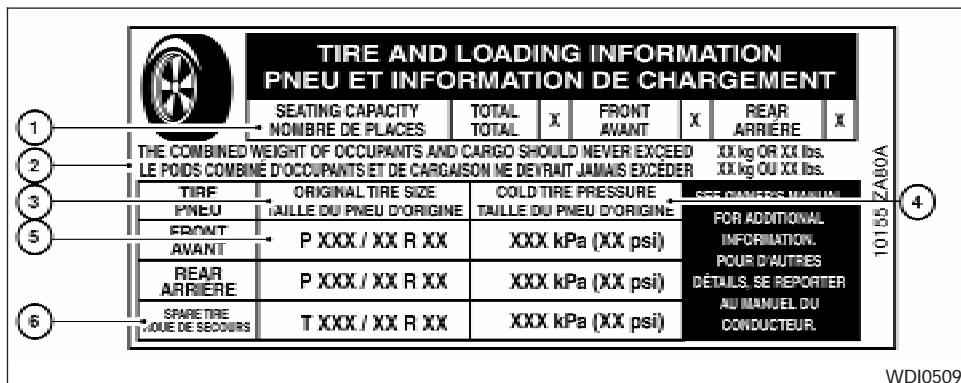 TIRE AND LOADING INFORMATION
PNEU ET INFORMATION DE CHARGEMENT
1
SEATING CAPACITY
NOMBRE DE PLACES
TOTAL
TOTAL
X
FRONT
AVANT
X
REAR
ARRIÉRE
X
2
THE COMBINED WEIGHT OF OCCUPANTS AND CARGO SHOULD NEVER EXCEED XX kg OR XX lbs.
LE POIDS COMBINÉ D'OCCUPANTS ET DE CARGAISON NE DEVRAIT JAMAIS EXCÉDER XX kg OU XX lbs.
3
TIRE
PNEU
ORIGINAL TIRE SIZE
TAILLE DU PNEU D'ORIGINE
COLD TIRE PRESSURE
TAILLE DU PNEU D'ORIGINE
4
5
FRONT
AVANT
P XXX / XX R XX
XXX kPa (XX psi)
REAR
ARRIÈRE
P XXX / XX R XX
XXX kPa (XX psi)
6
SPARE TIRE
ROUE DE SECOURS
T XXX / XX R XX
XXX kPa (XX psi)
SEE OWNER'S MANUAL
FOR ADDITIONAL
INFORMATION.
POUR D'AUTRES
DÉTAILS, SE REPORTER
AU MANUEL DU
CONDUCTEUR.
10155 ZA80A
WDI0509